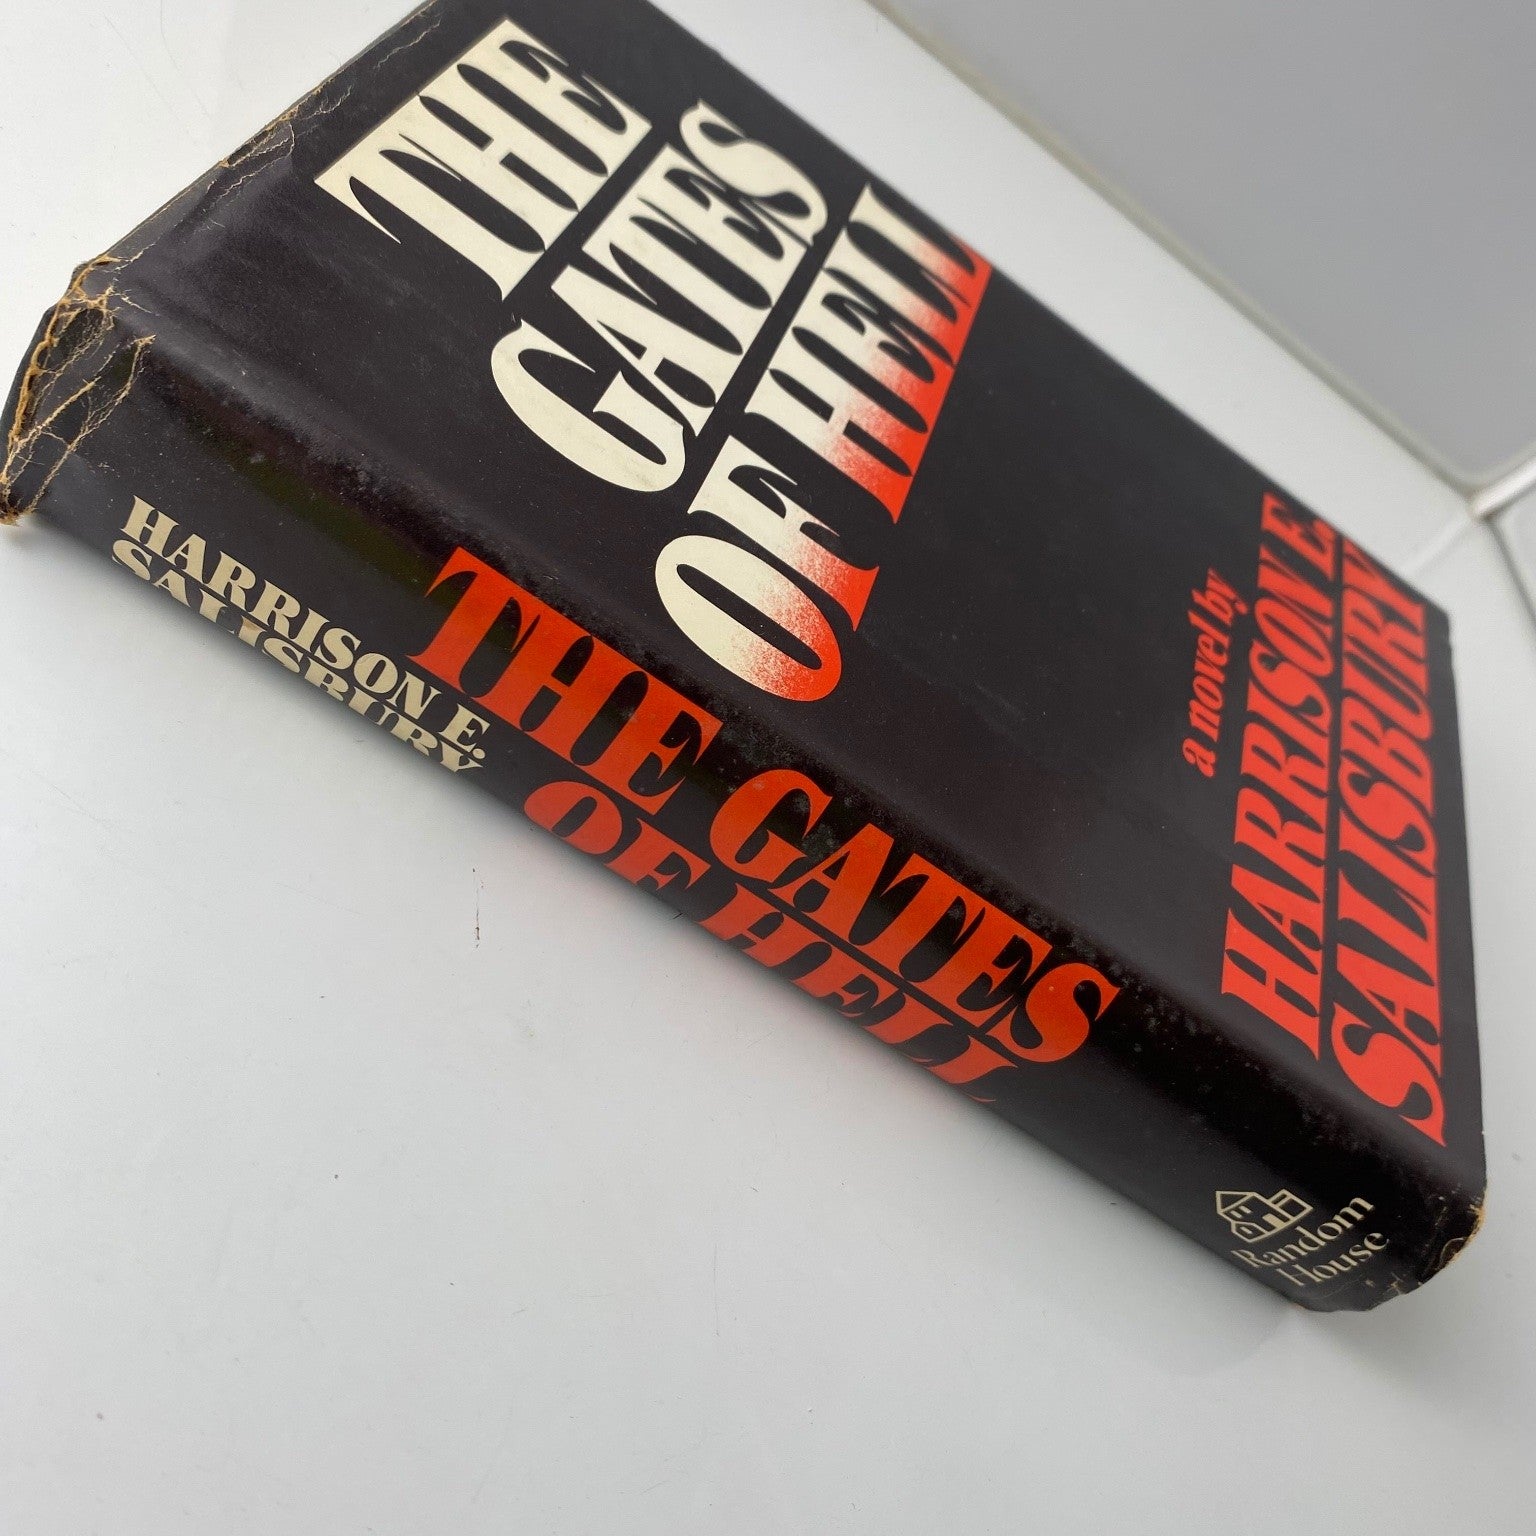 THE
GATES
OF HELL
a novel by
HARRISON E.
SALISBURY
HARRISON E.
SALISBURY
THE GATES
OF HELL
Random
House